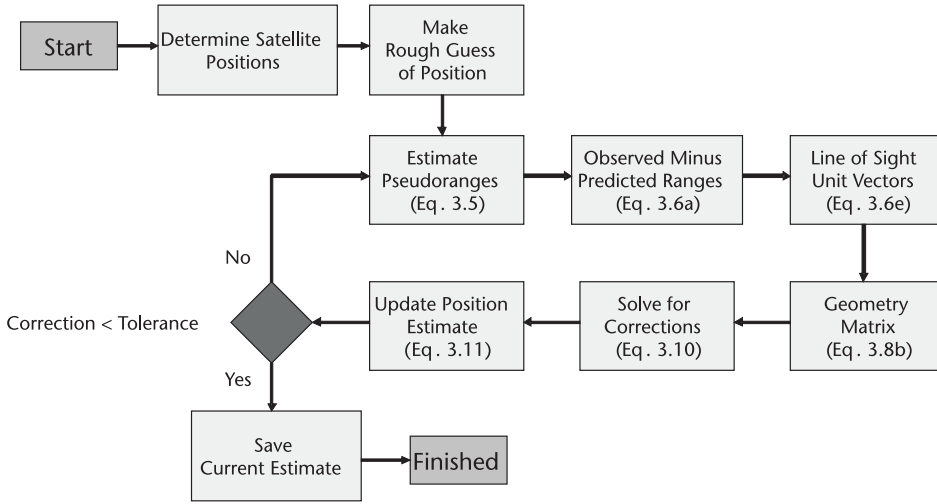 Start
Determine Satellite
Positions
Make
Rough Guess
of Position
Estimate
Pseudoranges
(Eq. 3.5)
Observed Minus
Predicted Ranges
(Eq. 3.6a)
Line of Sight
Unit Vectors
(Eq. 3.6e)
No
Correction < Tolerance
Update Position
Estimate
(Eq. 3.11)
Solve for
Corrections
(Eq. 3.10)
Geometry
Matrix
(Eq. 3.8b)
Yes
Save
Current Estimate
Finished